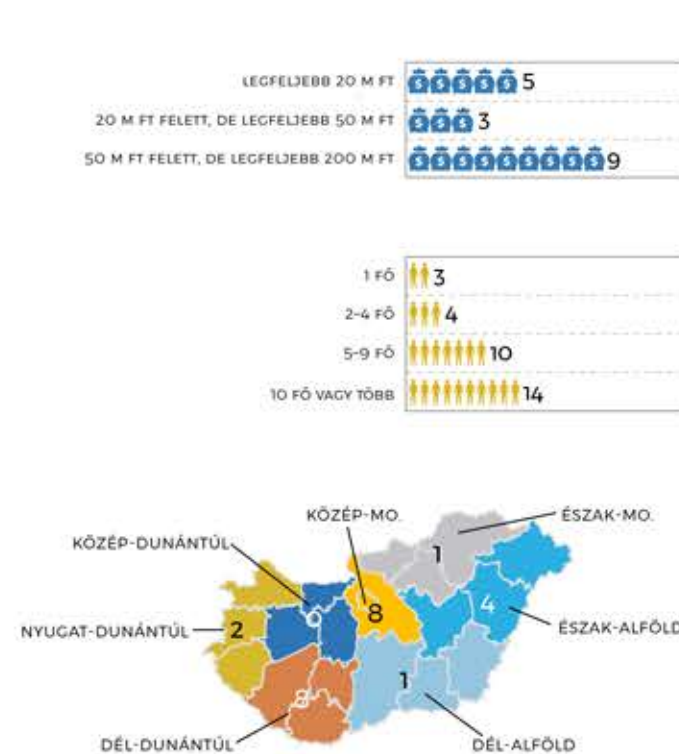 LEGFELJEBB 20 M FT 5
20 M FT FELETT, DE LEGFELJEBB 50 M FT 3
50 M FT FELETT, DE LEGFELJEBB 200 M FT 9
1 FŐ 3
2-4 FŐ 4
5-9 FŐ 10
10 FŐ VAGY TÖBB 14
KÖZÉP-MO.
ÉSZAK-MO.
KÖZÉP-DUNÁNTÚL
1
8
4
NYUGAT-DUNÁNTÚL 2
ÉSZAK-ALFÖLD
1
8
DÉL-DUNÁNTÚL
DÉL-ALFÖLD